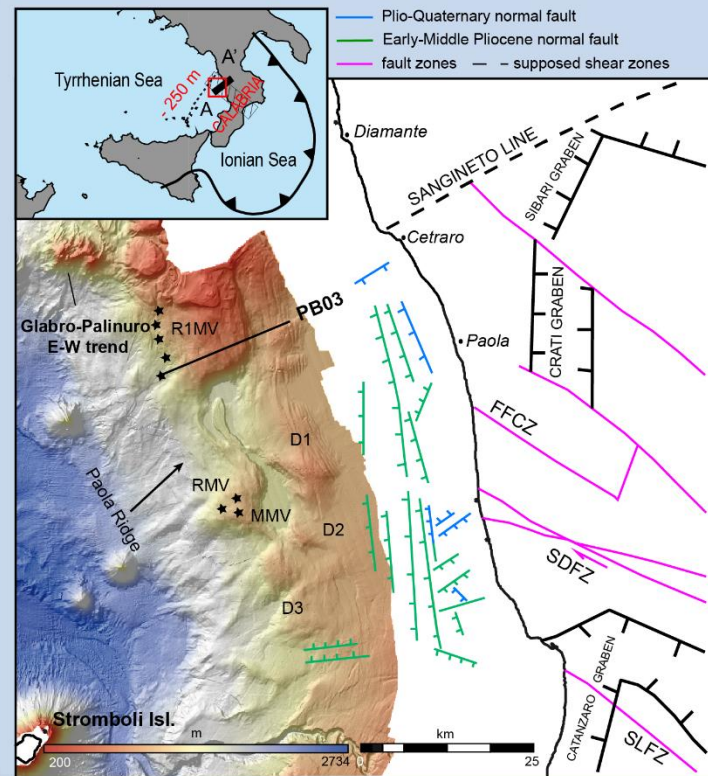 Plio-Quaternary normal fault
Early-Middle Pliocene normal fault
fault zones
supposed shear zones
A'
Tyrrhenian Sea
- 250 m
A
CALABRIA
Ionian Sea
Diamante
SANGINETO LINE
SIBARI GRABEN
Cetraro
PB03
Glabro-Palinuro
E-W trend
R1MV
CRATI GRABEN
Paola
FFCZ
D1
RMV
MMV
Paola Ridge
D2
SDFZ
D3
CATANZARO GRABEN
Stromboli Isl.
SLFZ
m
km
200
2734
0
25